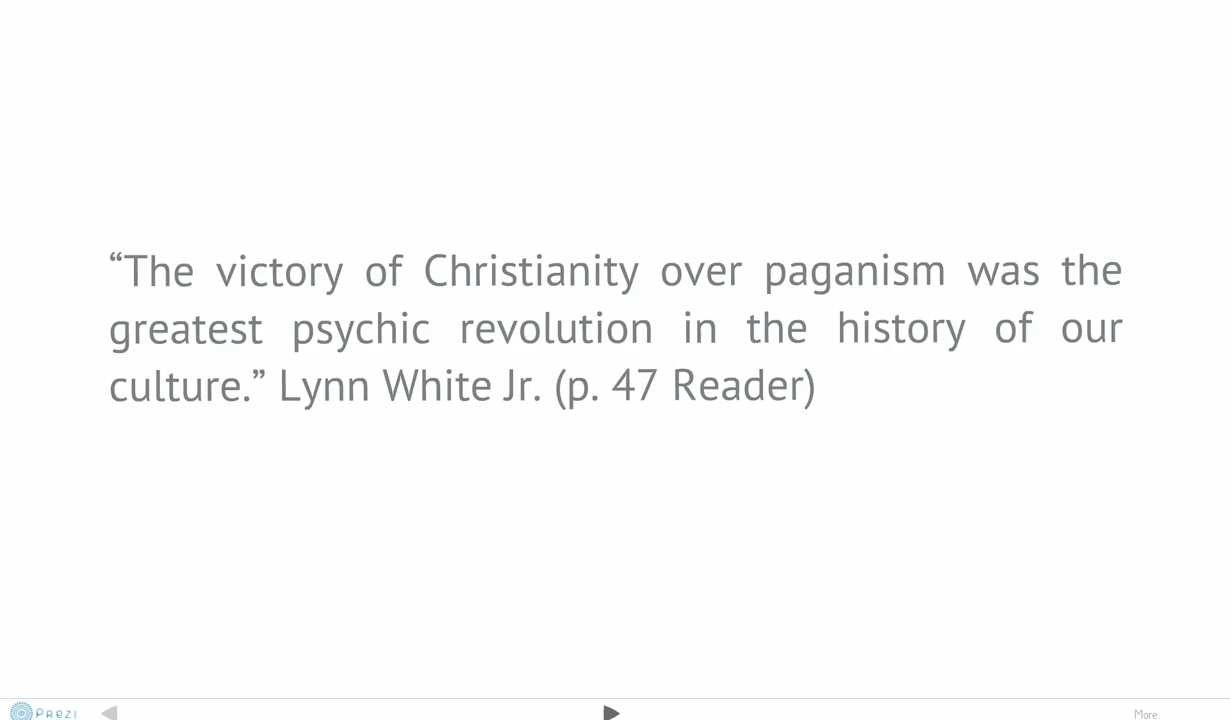 “The victory of Christianity over paganism was the
greatest psychic revolution in the history of our
culture.” Lynn White Jr. (p. 47 Reader)
Prezi
More